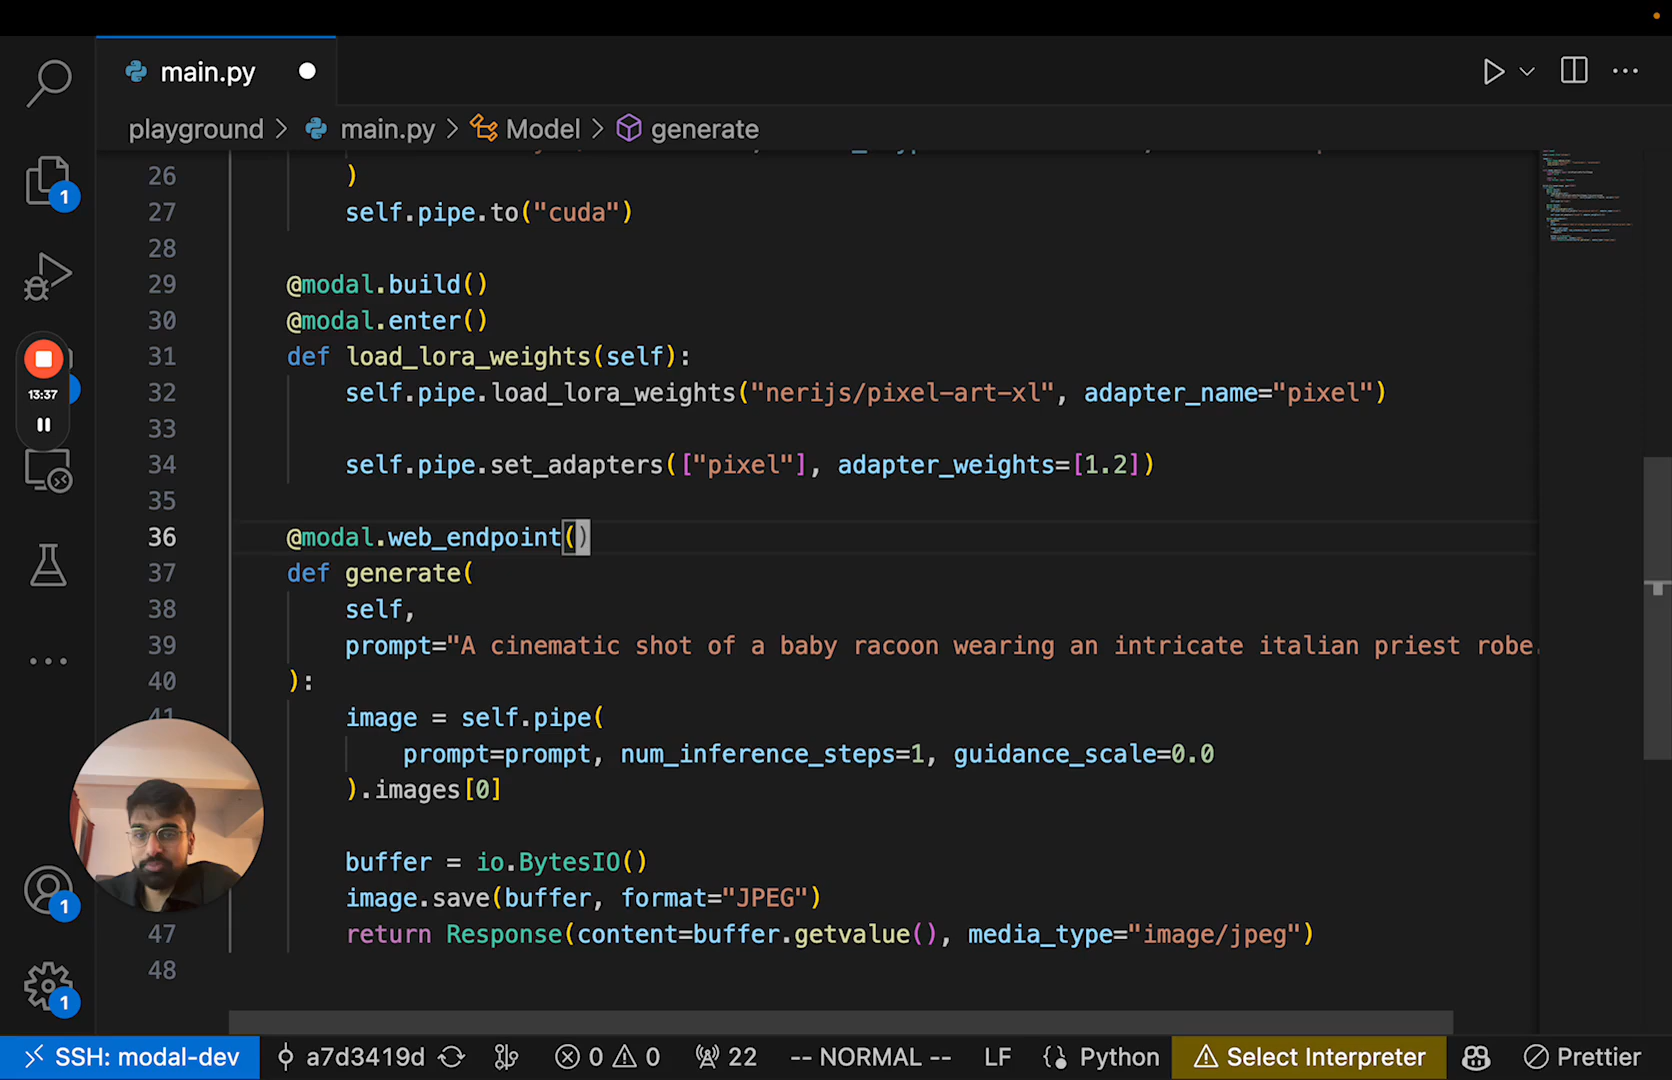 main.py
playground > main.py > Model > generate
26 )
27 self.pipe.to("cuda")
28
29 @modal.build()
30 @modal.enter()
31 def load_lora_weights(self):
32 self.pipe.load_lora_weights("nerijs/pixel-art-xl", adapter_name="pixel")
33
34 self.pipe.set_adapters(["pixel"], adapter_weights=[1.2])
35
36 @modal.web_endpoint()
37 def generate(
38 self,
39 prompt="A cinematic shot of a baby racoon wearing an intricate italian priest robe.
40 ):
41 image = self.pipe(
prompt=prompt, num_inference_steps=1, guidance_scale=0.0
).images[0]
buffer = io.BytesIO()
image.save(buffer, format="JPEG")
47 return Response(content=buffer.getvalue(), media_type="image/jpeg")
48
1
13:37
1
1
SSH: modal-dev a7d3419d 0 0 22 -- NORMAL -- LF Python Select Interpreter Prettier